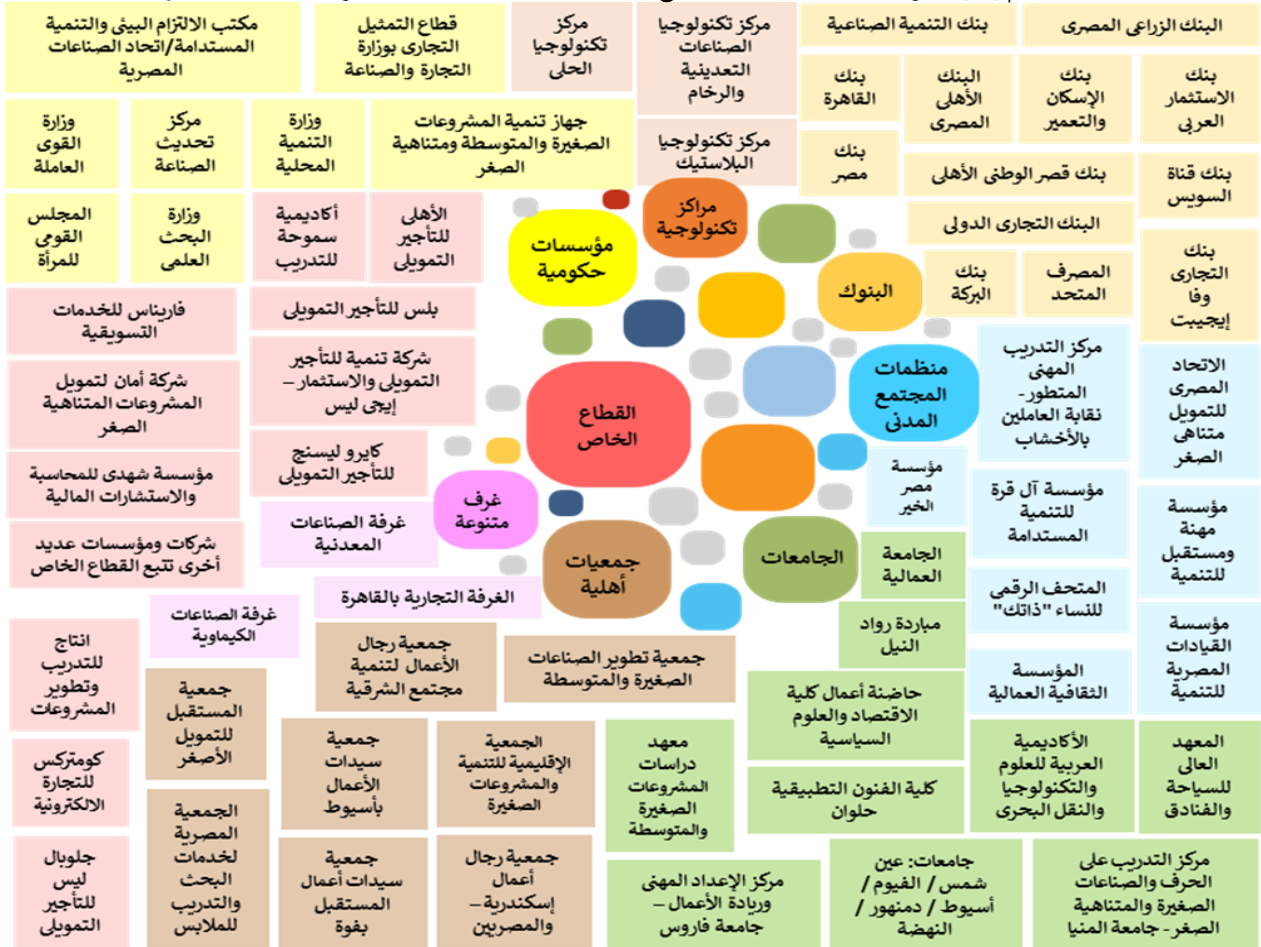 البنك الزراعى المصرى
بنك التنمية الصناعية
مركز تكنولوجيا
الصناعات
التعدينية
والرخام
مركز
تكنولوجيا
الحلى
قطاع التمثيل
التجارى بوزارة
التجارة والصناعة
مكتب الالتزام البيئى والتنمية
المستدامة/اتحاد الصناعات
المصرية
بنك
الاستثمار
العربى
بنك
الإسكان
والتعمير
البنك
الأهلى
المصرى
بنك
القاهرة
جهاز تنمية المشروعات
الصغيرة والمتوسطة ومتناهية
الصغر
وزارة
التنمية
المحلية
مركز
تحديث
الصناعة
وزارة
القوى
العاملة
مركز تكنولوجيا
البلاستيك
بنك
مصر
بنك قصر الوطنى الأهلى
بنك قناة
السويس
البنك التجارى الدولى
الأهلى
للتأجير
التمويلى
أكاديمية
سموحة
للتدريب
وزارة
البحث
العلمى
المجلس
القومى
للمرأة
مراكز
تكنولوجية
مؤسسات
حكومية
البنوك
بنك
البركة
المصرف
المتحد
بنك
التجارى
وفا
إيجيبت
بلس للتأجير التمويلى
فاريناس للخدمات
التسويقية
شركة تنمية للتأجير
التمويلى والاستثمار –
إيجى ليس
شركة أمان لتمويل
المشروعات المتناهية
الصغر
منظمات
المجتمع
المدنى
مركز التدريب
المهنى
المتطور-
نقابة العاملين
بالأخشاب
الاتحاد
المصرى
للتمويل
متناهى
الصغر
القطاع
الخاص
كايرو ليسنج
للتأجير التمويلى
مؤسسة شهدى للمحاسبة
والاستشارات المالية
مؤسسة
مصر
الخير
مؤسسة آل قرة
للتنمية
المستدامة
مؤسسة
مهنة
ومستقبل
للتنمية
غرف
متنوعة
غرفة الصناعات
المعدنية
شركات ومؤسسات عديد
أخرى تتبع القطاع الخاص
جمعيات
أهلية
الجامعات
الجامعة
العمالية
المتحف الرقمى
للنساء "ذاتك"
الغرفة التجارية بالقاهرة
غرفة الصناعات
الكيماوية
مباردة رواد
النيل
مؤسسة
القيادات
المصرية
للتنمية
المؤسسة
الثقافية العمالية
انتاج
للتدريب
وتطوير
المشروعات
جمعية رجال
الأعمال لتنمية
مجتمع الشرقية
جمعية تطوير الصناعات
الصغيرة والمتوسطة
جمعية
المستقبل
للتمويل
الأصغر
حاضنة أعمال كلية
الاقتصاد والعلوم
السياسية
كومتركس
للتجارة
الالكترونية
جمعية
سيدات
الأعمال
بأسيوط
الجمعية
الإقليمية للتنمية
والمشروعات
الصغيرة
معهد
دراسات
المشروعات
الصغيرة
والمتوسطة
كلية الفنون التطبيقية
حلوان
الأكاديمية
العربية للعلوم
والتكنولوجيا
والنقل البحرى
المعهد
العالى
للسياحة
والفنادق
الجمعية
المصرية
لخدمات
البحث
والتدريب
للملابس
جلوبال
ليس
للتأجير
التمويلى
جمعية
سيدات أعمال
المستقبل
بفوة
جمعية رجال
أعمال
إسكندرية –
والمصريين
مركز الإعداد المهنى
وريادة الأعمال –
جامعة فاروس
جامعات: عين
شمس / الفيوم /
أسيوط / دمنهور /
النهضة
مركز التدريب على
الحرف والصناعات
الصغيرة والمتناهية
الصغر- جامعة المنيا